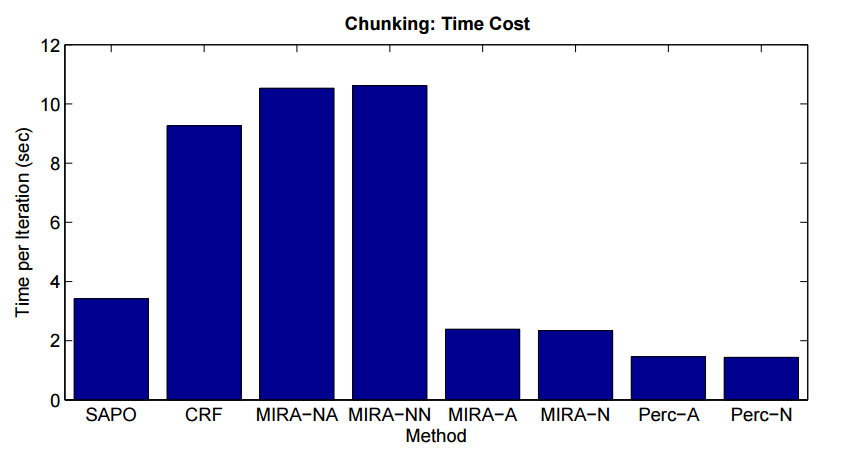 Chunking: Time Cost
12
10
8
6
4
2
0
Time per Iteration (sec)
SAPO CRF MIRA−NA MIRA−NN MIRA−A MIRA−N Perc−A Perc−N
Method